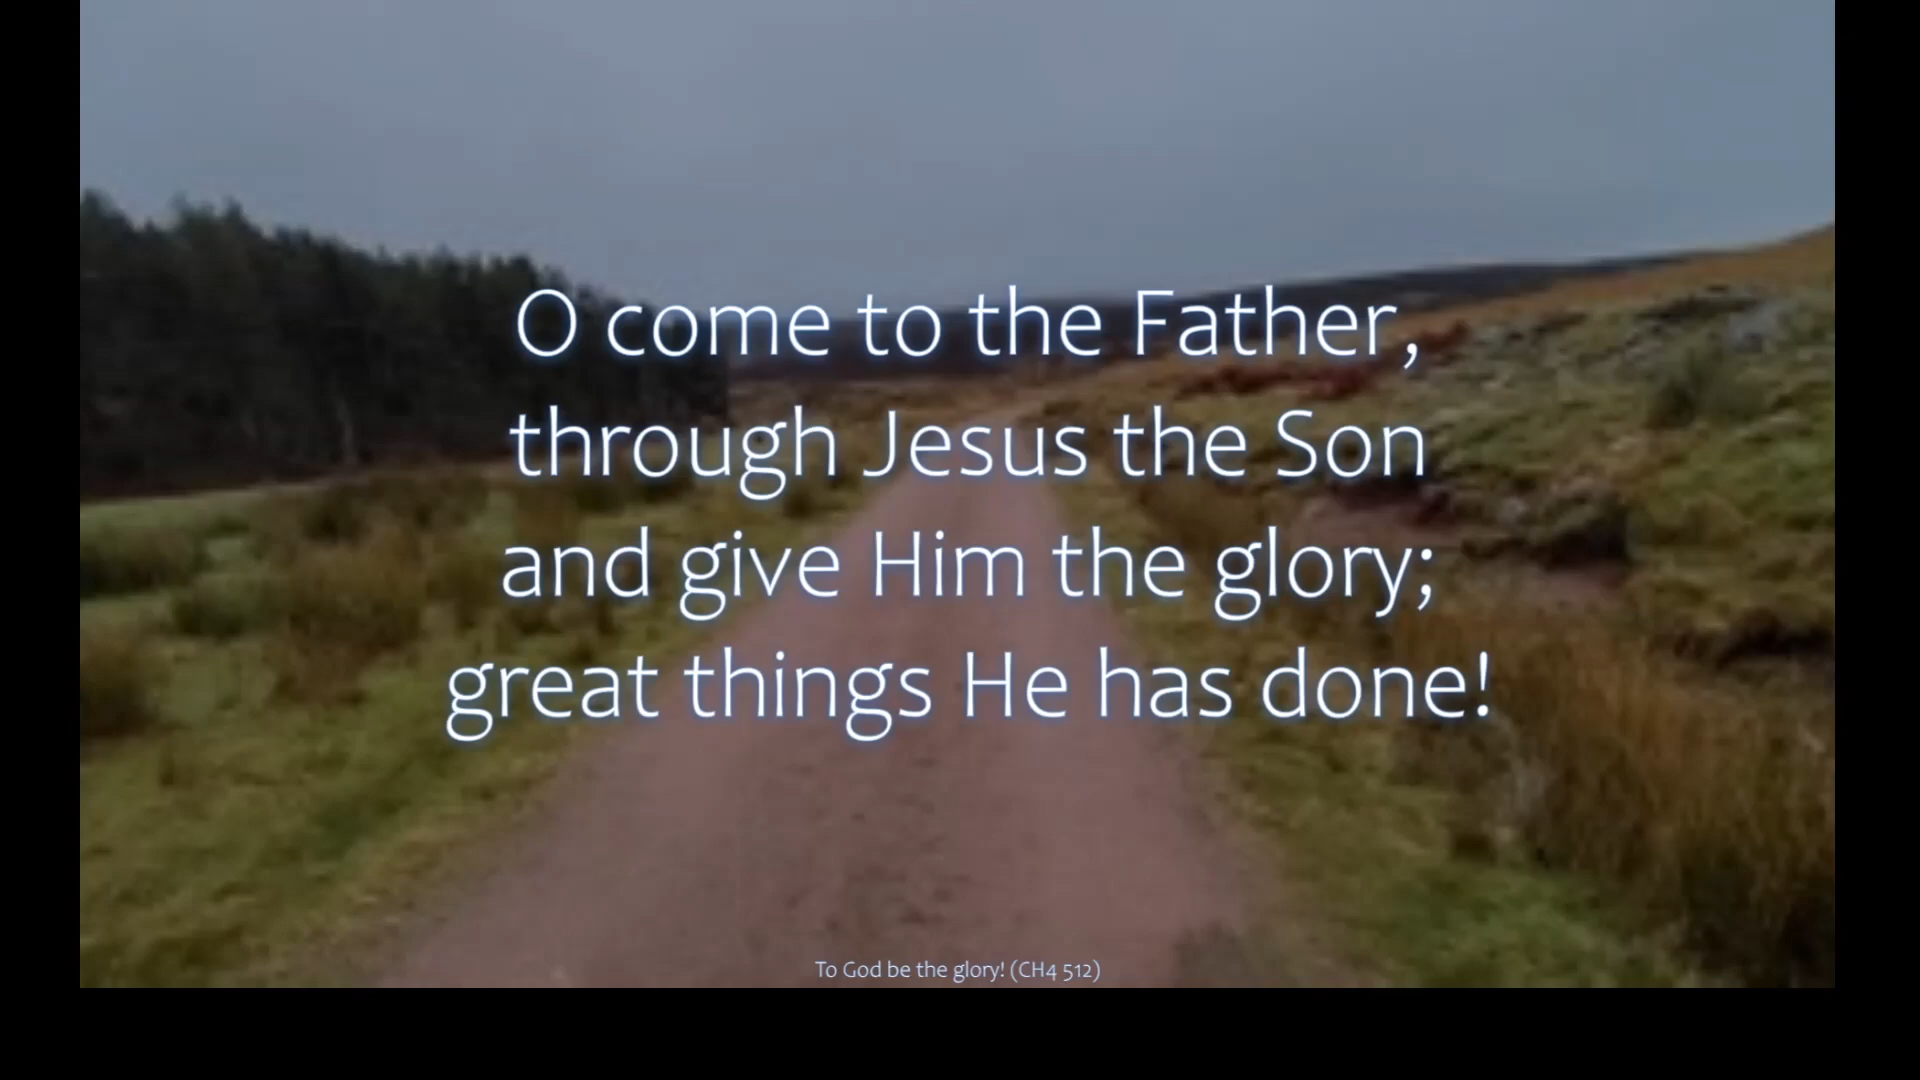 O come to the Father,
through Jesus the Son
and give Him the glory;
great things He has done!
To God be the glory! (CH4 512)